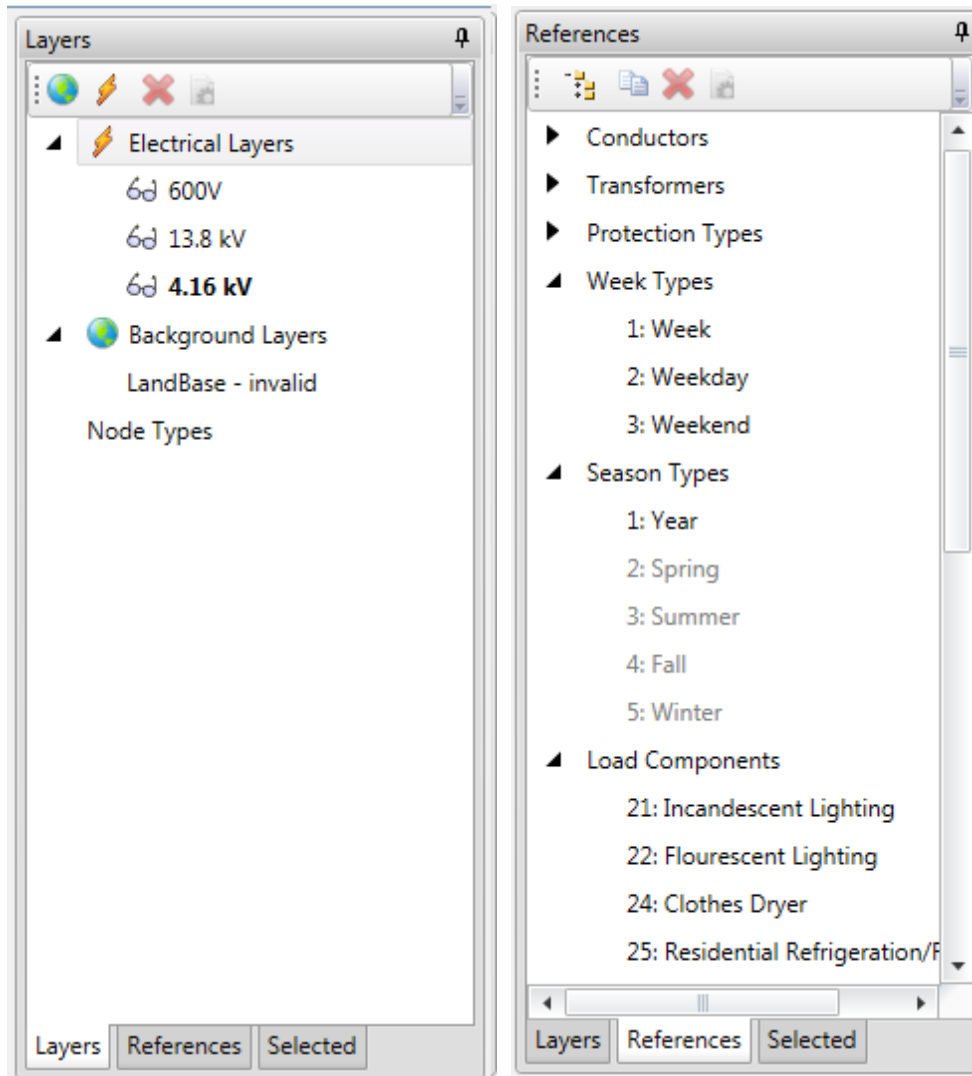 Layers
Electrical Layers
600V
13.8 kV
4.16 kV
Background Layers
LandBase - invalid
Node Types
Layers References Selected
References
Conductors
Transformers
Protection Types
Week Types
1: Week
2: Weekday
3: Weekend
Season Types
1: Year
2: Spring
3: Summer
4: Fall
5: Winter
Load Components
21: Incandescent Lighting
22: Flourescent Lighting
24: Clothes Dryer
25: Residential Refrigeration/
Layers References Selected